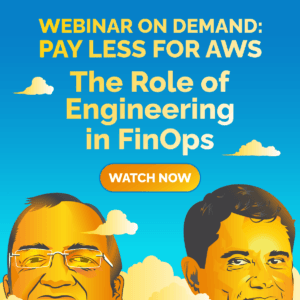 WEBINAR ON DEMAND:
PAY LESS FOR AWS
The Role of
Engineering
in FinOps
WATCH NOW